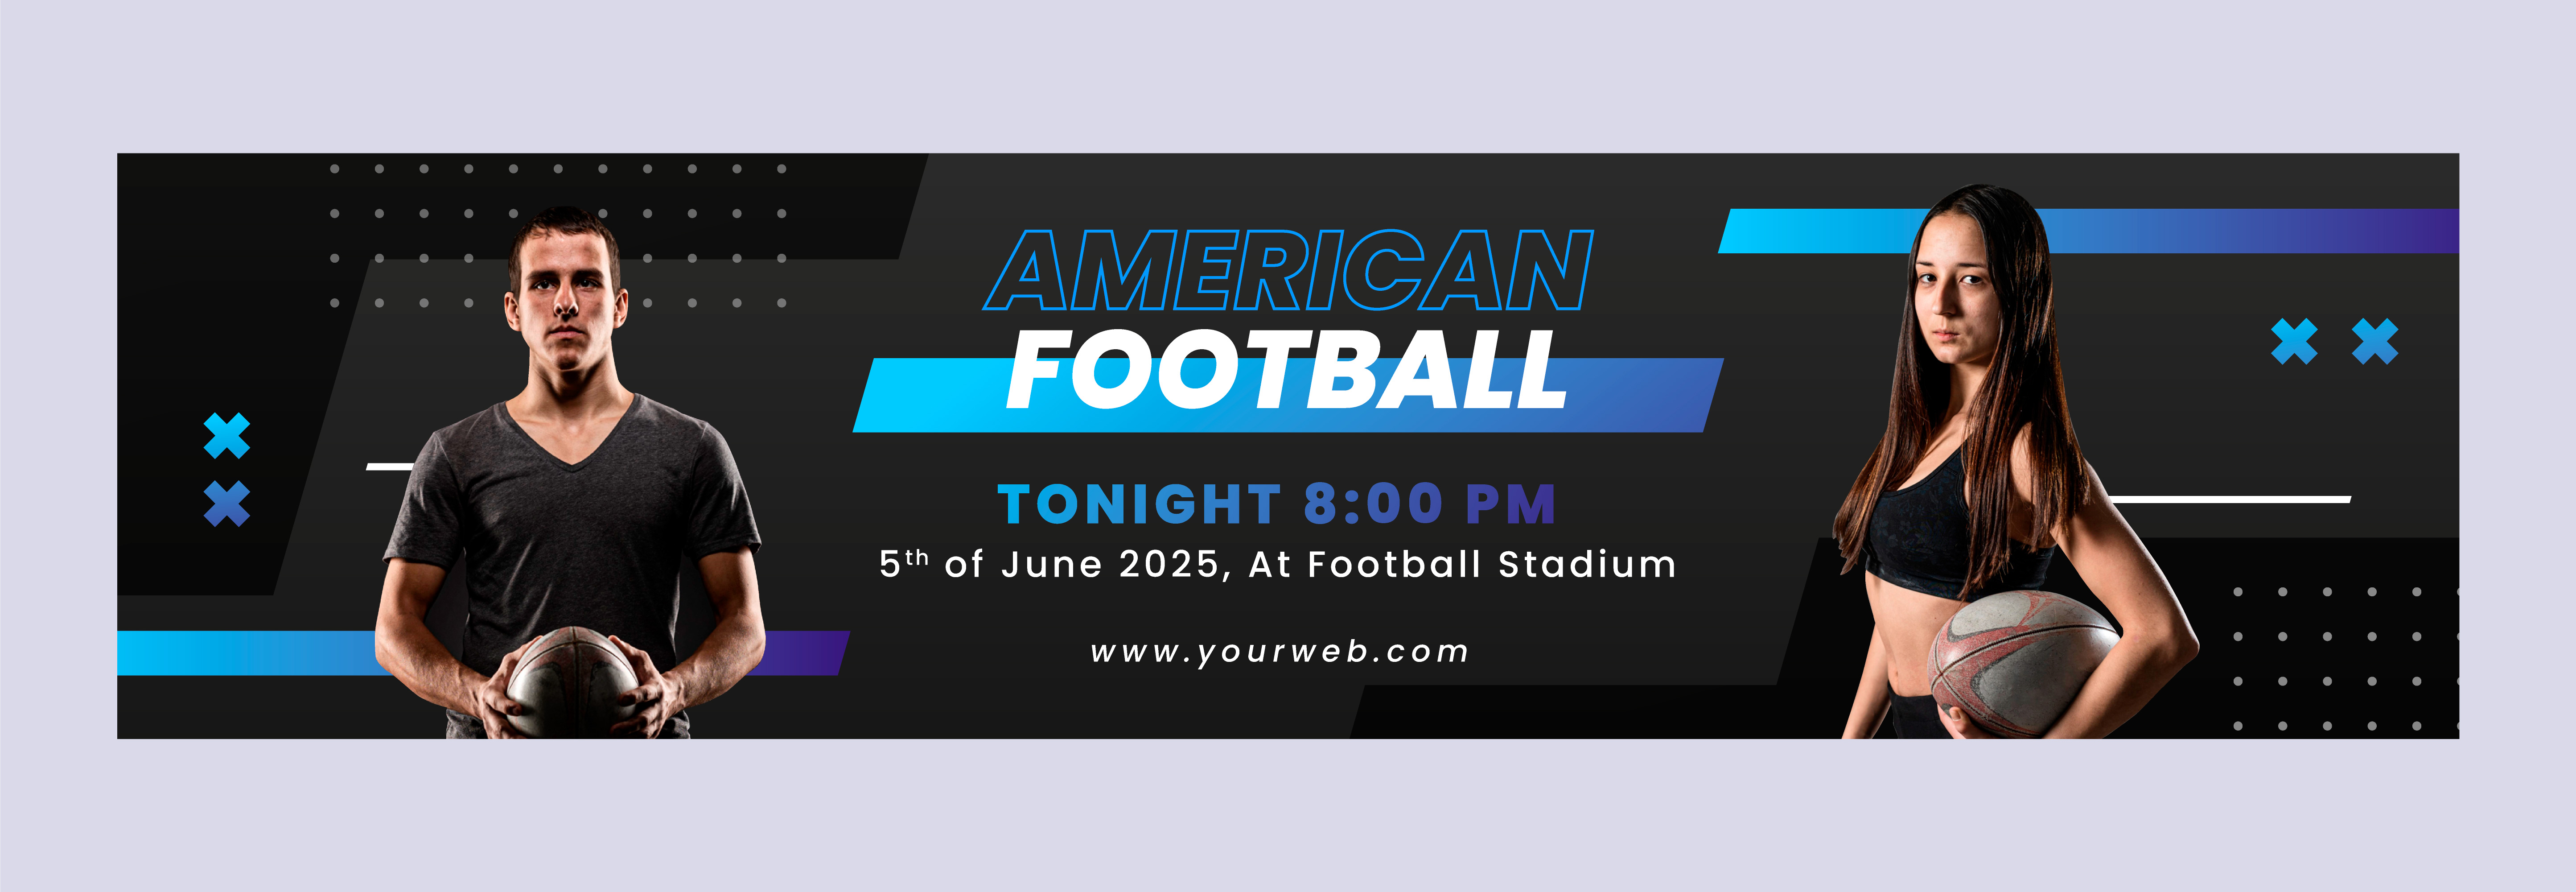 AMERICAN
FOOTBALL
TONIGHT 8:00 PM
5th of June 2025, At Football Stadium
www.yourweb.com